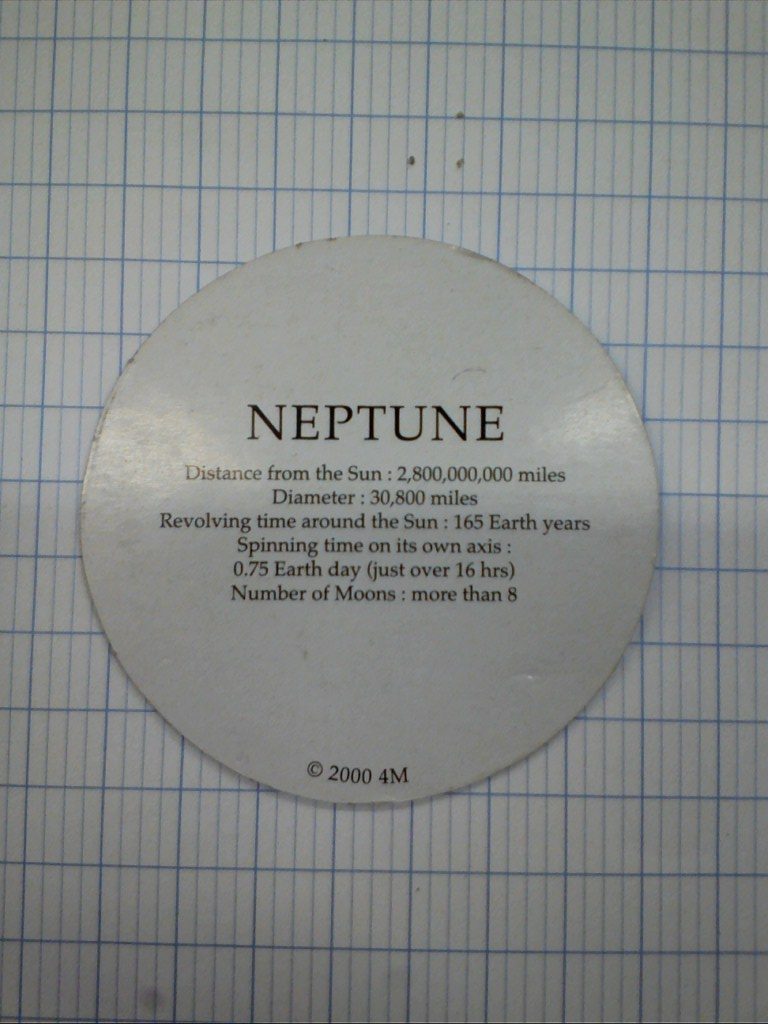 NEPTUNE
Distance from the Sun : 2,800,000,000 miles
Diameter : 30,800 miles
Revolving time around the Sun : 165 Earth years
Spinning time on its own axis :
0.75 Earth day (just over 16 hrs)
Number of Moons : more than 8
© 2000 4M